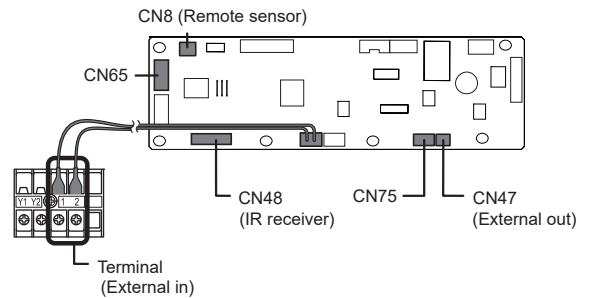 CN8 (Remote sensor)
CN65
Y1 Y2 1 2
CN48
(IR receiver)
CN75
CN47
(External out)
Terminal
(External in)